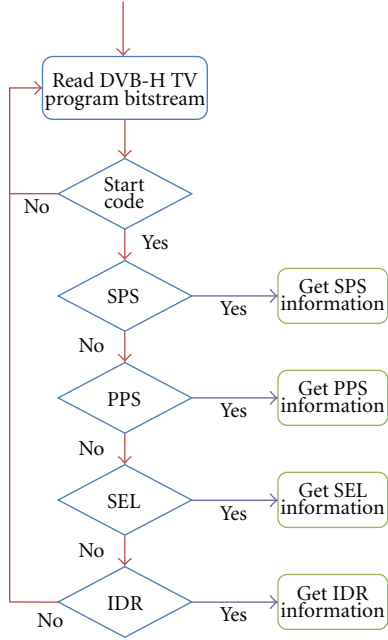 Read DVB-H TV
program bitstream
Start
code
No
Yes
SPS
Yes
Get SPS
information
No
PPS
Yes
Get PPS
information
No
SEL
Yes
Get SEL
information
No
IDR
No
Yes
Get IDR
information